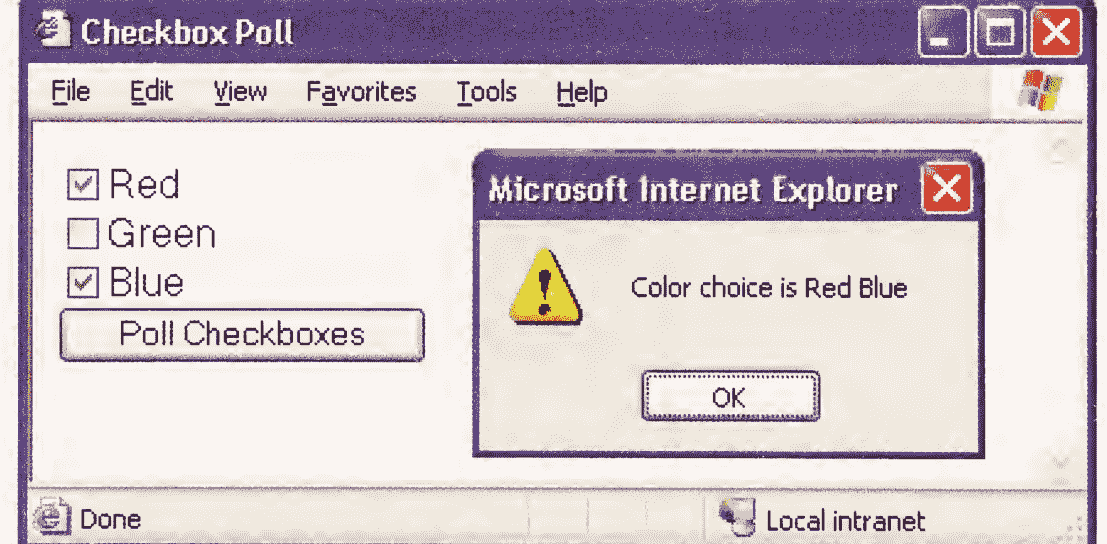 Checkbox Poll
File Edit View Favorites Tools Help
Red
Green
Blue
Poll Checkboxes
Microsoft Internet Explorer
Color choice is Red Blue
OK
Done
Local intranet